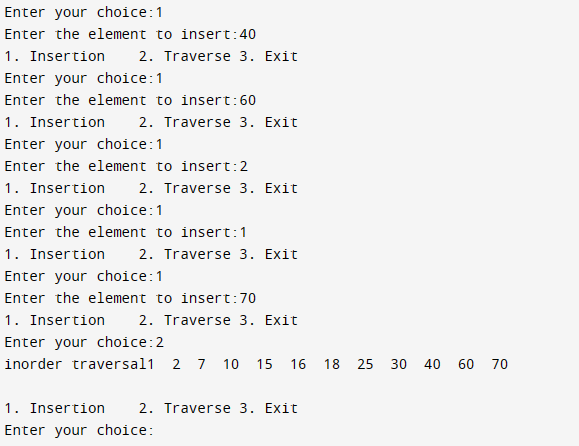 Enter your choice:1
Enter the element to insert:40
1. Insertion    2. Traverse 3. Exit
Enter your choice:1
Enter the element to insert:60
1. Insertion    2. Traverse 3. Exit
Enter your choice:1
Enter the element to insert:2
1. Insertion    2. Traverse 3. Exit
Enter your choice:1
Enter the element to insert:1
1. Insertion    2. Traverse 3. Exit
Enter your choice:1
Enter the element to insert:70
1. Insertion    2. Traverse 3. Exit
Enter your choice:2
inorder traversal1  2  7  10  15  16  18  25  30  40  60  70
1. Insertion    2. Traverse 3. Exit
Enter your choice: